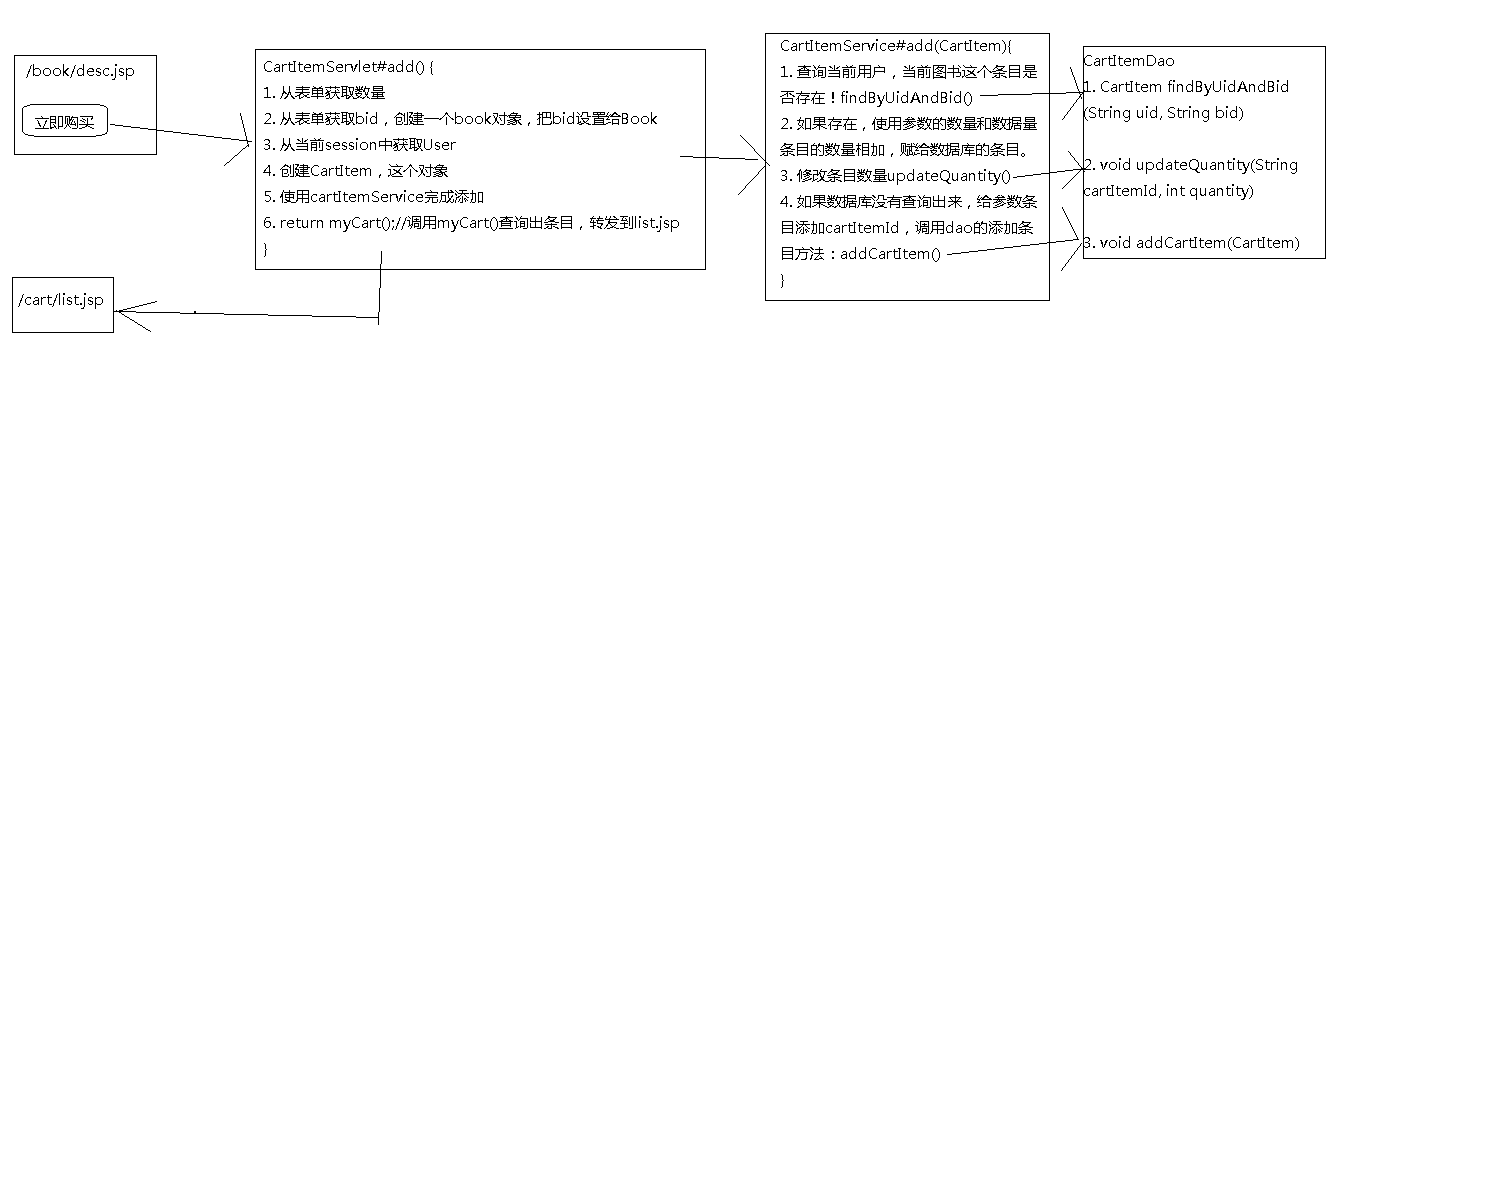 /book/desc.jsp
立即购买
CartItemServlet#add() {
1. 从表单获取数量
2. 从表单获取bid，创建一个book对象，把bid设置给Book
3. 从当前session中获取User
4. 创建CartItem，这个对象
5. 使用cartItemService完成添加
6. return myCart();//调用myCart()查询出条目，转发到list.jsp
}
/cart/list.jsp
CartItemService#add(CartItem){
1. 查询当前用户，当前图书这个条目是
否存在！findByUidAndBid()
2. 如果存在，使用参数的数量和数据量
条目的数量相加，赋给数据库的条目。
3. 修改条目数量updateQuantity()
4. 如果数据库没有查询出来，给参数条
目添加cartItemId，调用dao的添加条
目方法：addCartItem()
}
CartItemDao
1. CartItem findByUidAndBid
(String uid, String bid)
2. void updateQuantity(String
cartItemId, int quantity)
3. void addCartItem(CartItem)